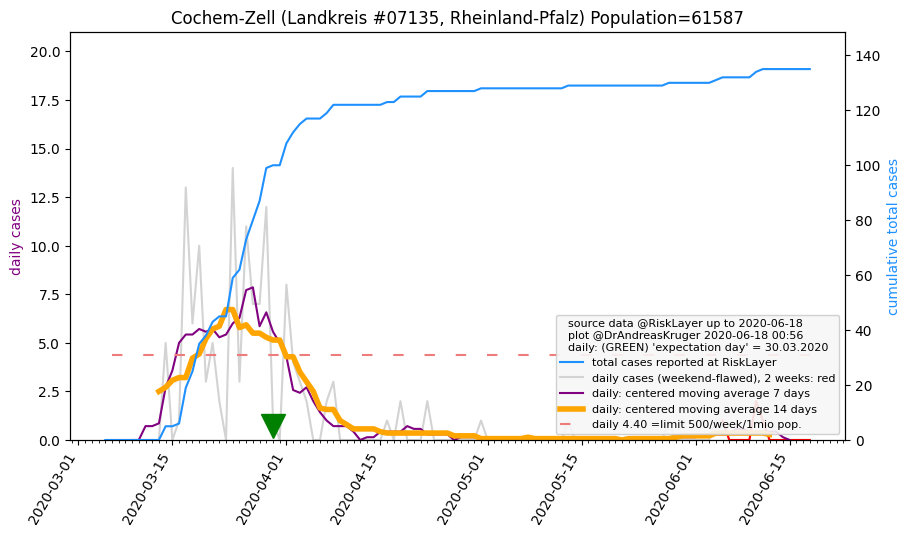 Cochem-Zell (Landkreis #07135, Rheinland-Pfalz) Population=61587
daily cases
20.0
17.5
15.0
12.5
10.0
7.5
5.0
2.5
0.0
140
120
100
80
60
40
20
0
cumulative total cases
source data @RiskLayer up to 2020-06-18
plot @DrAndreasKruger 2020-06-18 00:56
daily: (GREEN) 'expectation day' = 30.03.2020
total cases reported at RiskLayer
daily cases (weekend-flawed), 2 weeks: red
daily: centered moving average 7 days
daily: centered moving average 14 days
daily 4.40 =limit 500/week/1mio pop.
2020-03-01
2020-03-15
2020-04-01
2020-04-15
2020-05-01
2020-05-15
2020-06-01
2020-06-15